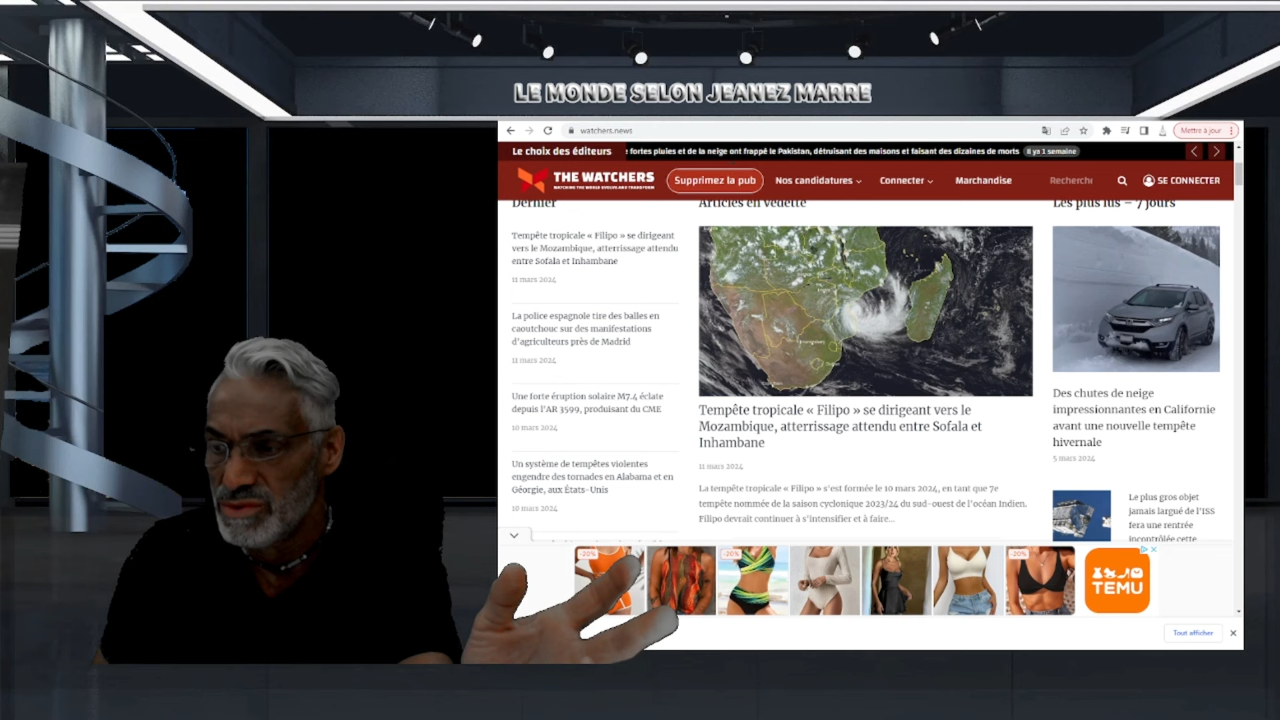 LE MONDE SELON JEANEZ MARRE
watchers.news
Mettre à jour
Le choix des éditeurs
fortes pluies et de la neige ont frappé le Pakistan, détruisant des maisons et faisant des dizaines de morts Il y a 1 semaine
THE WATCHERS
WATCHING THE WORLD EVOLVE AND TRANSFORM
Supprimez la pub
Nos candidatures
Connecter
Marchandise
Recherche
SE CONNECTER
Dernier
Tempête tropicale « Filipo » se dirigeant
vers le Mozambique, atterrissage attendu
entre Sofala et Inhambane
11 mars 2024
La police espagnole tire des balles en
caoutchouc sur des manifestations
d'agriculteurs près de Madrid
11 mars 2024
Une forte éruption solaire M7.4 éclate
depuis l'AR 3599, produisant du CME
10 mars 2024
Un système de tempêtes violentes
engendre des tornades en Alabama et en
Géorgie, aux États-Unis
10 mars 2024
Articles en vedette
Tempête tropicale « Filipo » se dirigeant vers le
Mozambique, atterrissage attendu entre Sofala et
Inhambane
11 mars 2024
La tempête tropicale « Filipo » s'est formée le 10 mars 2024, en tant que 7e
tempête nommée de la saison cyclonique 2023/24 du sud-ouest de l'océan Indien.
Filipo devrait continuer à s'intensifier et à faire...
Les plus lus – 7 jours
Des chutes de neige
impressionnantes en Californie
avant une nouvelle tempête
hivernale
5 mars 2024
Le plus gros objet
jamais largué de l'ISS
fera une rentrée
incontrôlée cette
-20%
-20%
-20%
TEMU
Tout afficher